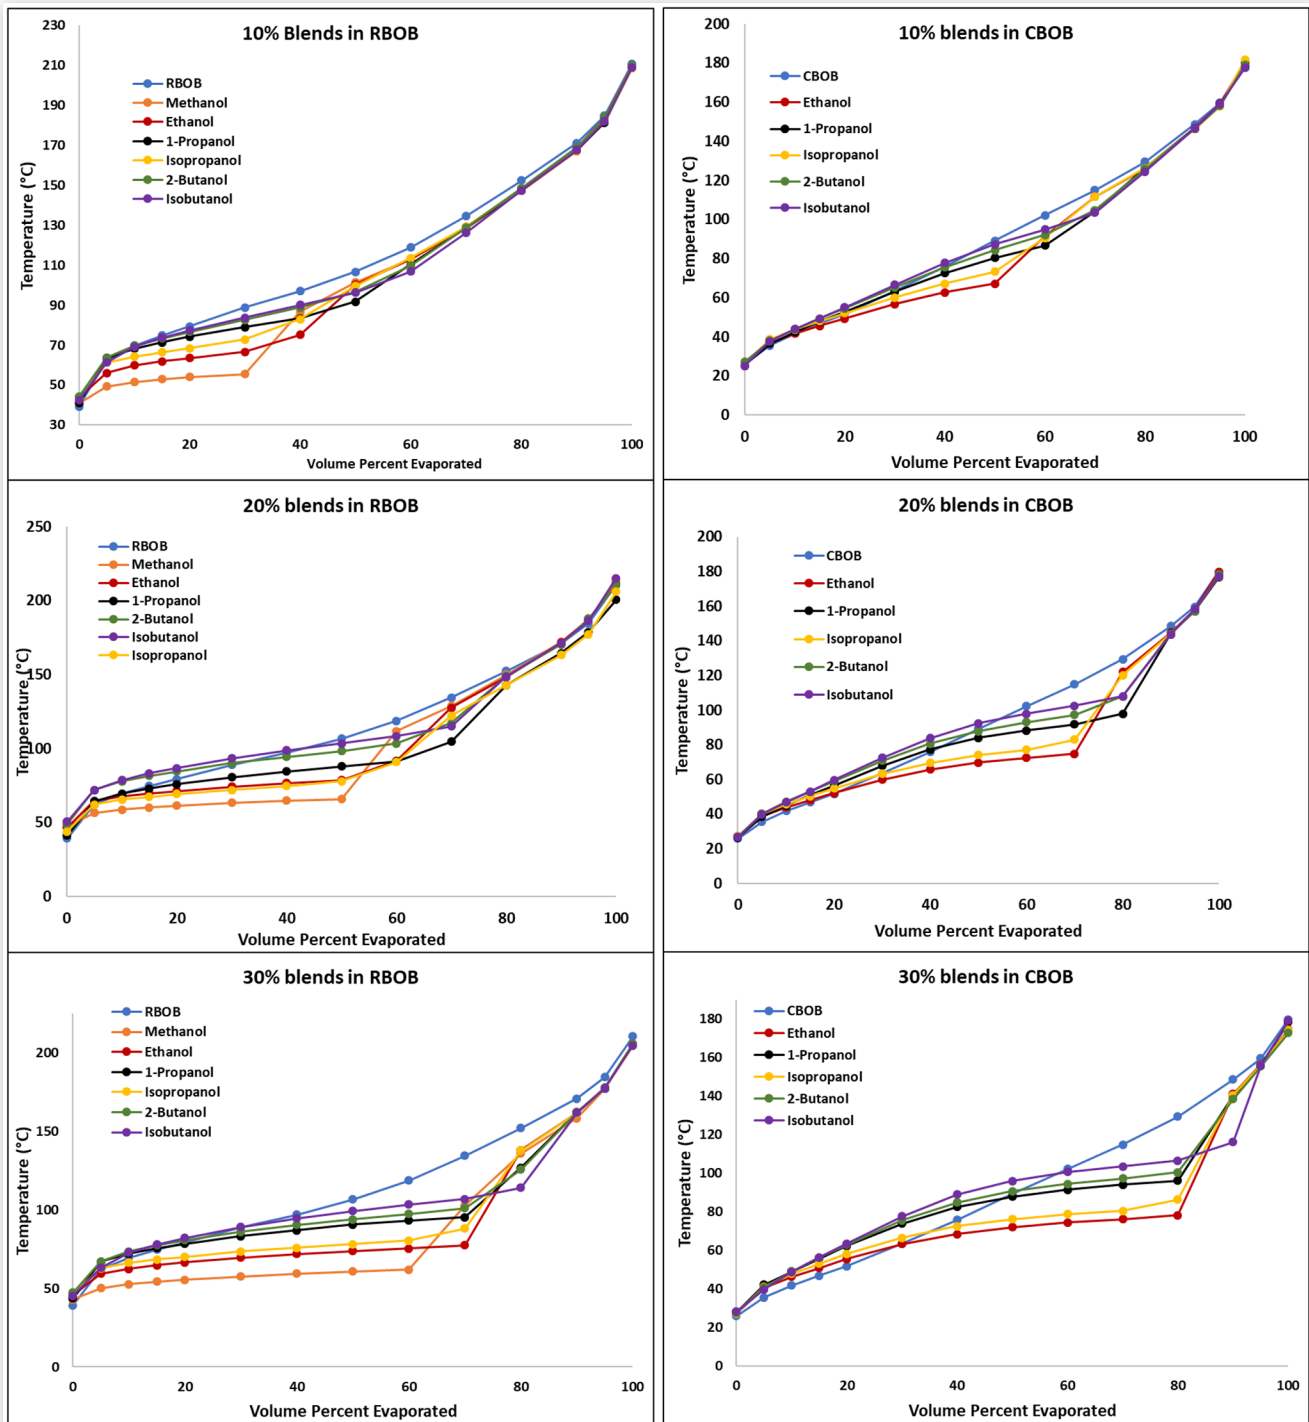 10% Blends in RBOB
RBOB
Methanol
Ethanol
1-Propanol
Isopropanol
2-Butanol
Isobutanol
Temperature (°C)
230
210
190
170
150
130
110
90
70
50
30
0 20 40 60 80 100
Volume Percent Evaporated
10% blends in CBOB
CBOB
Ethanol
1-Propanol
Isopropanol
2-Butanol
Isobutanol
Temperature (°C)
200
180
160
140
120
100
80
60
40
20
0
0 20 40 60 80 100
Volume Percent Evaporated
20% blends in RBOB
RBOB
Methanol
Ethanol
1-Propanol
2-Butanol
Isobutanol
Isopropanol
Temperature (°C)
250
200
150
100
50
0
0 20 40 60 80 100
Volume Percent Evaporated
20% blends in CBOB
CBOB
Ethanol
1-Propanol
Isopropanol
2-Butanol
Isobutanol
Temperature (°C)
200
180
160
140
120
100
80
60
40
20
0
0 20 40 60 80 100
Volume Percent Evaporated
30% blends in RBOB
RBOB
Methanol
Ethanol
1-Propanol
Isopropanol
2-Butanol
Isobutanol
Temperature (°C)
200
150
100
50
0
0 20 40 60 80 100
Volume Percent Evaporated
30% blends in CBOB
CBOB
Ethanol
1-Propanol
Isopropanol
2-Butanol
Isobutanol
Temperature (°C)
180
160
140
120
100
80
60
40
20
0
0 20 40 60 80 100
Volume Percent Evaporated